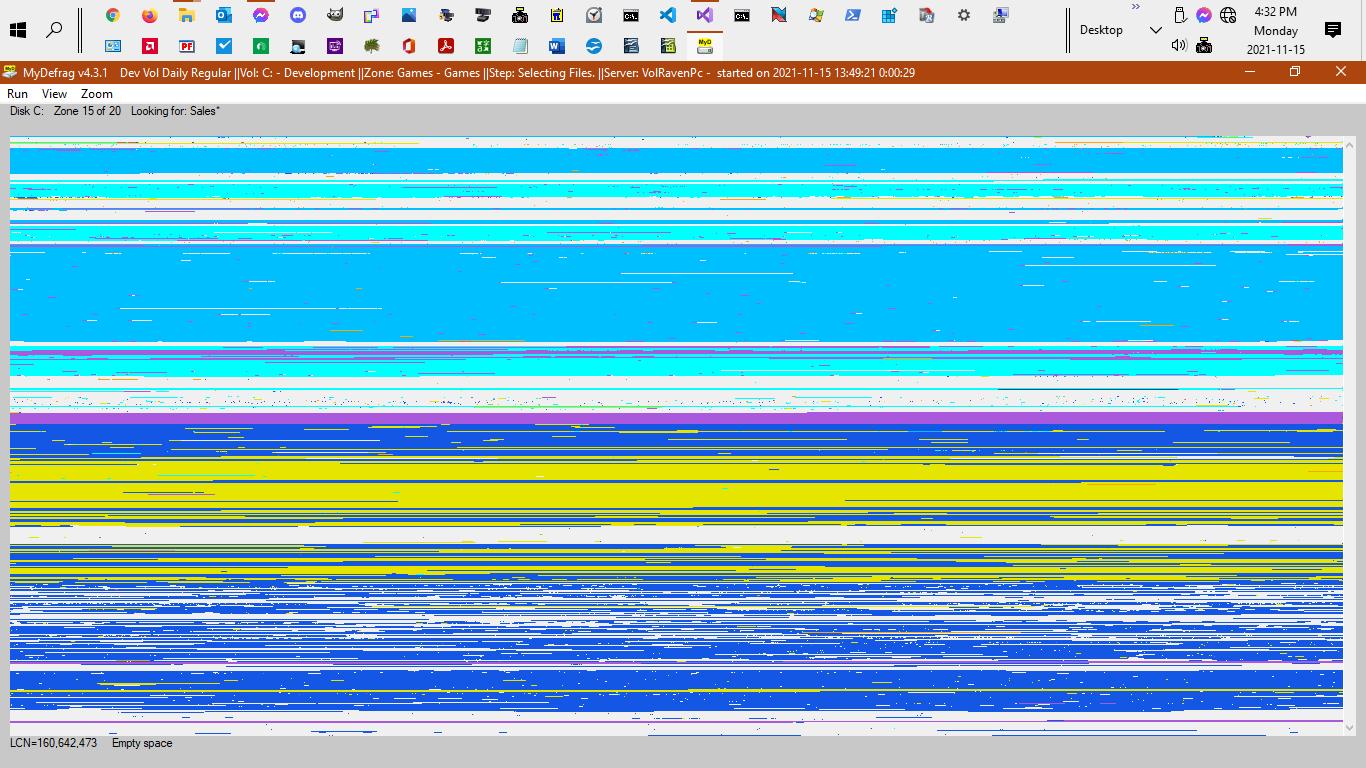 4:32 PM
Desktop
Monday
2021-11-15
MyDefrag v4.3.1 Dev Vol Daily Regular ||Vol: C: - Development ||Zone: Games - Games ||Step: Selecting Files. ||Server: VolRavenPc - started on 2021-11-15 13:49:21 0:00:29
Run View Zoom
Disk C: Zone 15 of 20 Looking for: Sales*
LCN=160,642,473 Empty space